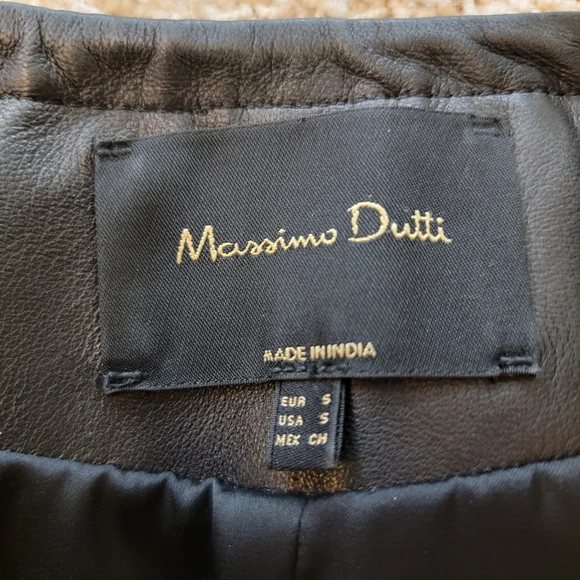 Massimo Dutti
MADE IN INDIA
EUR S
USA S
MEX CH